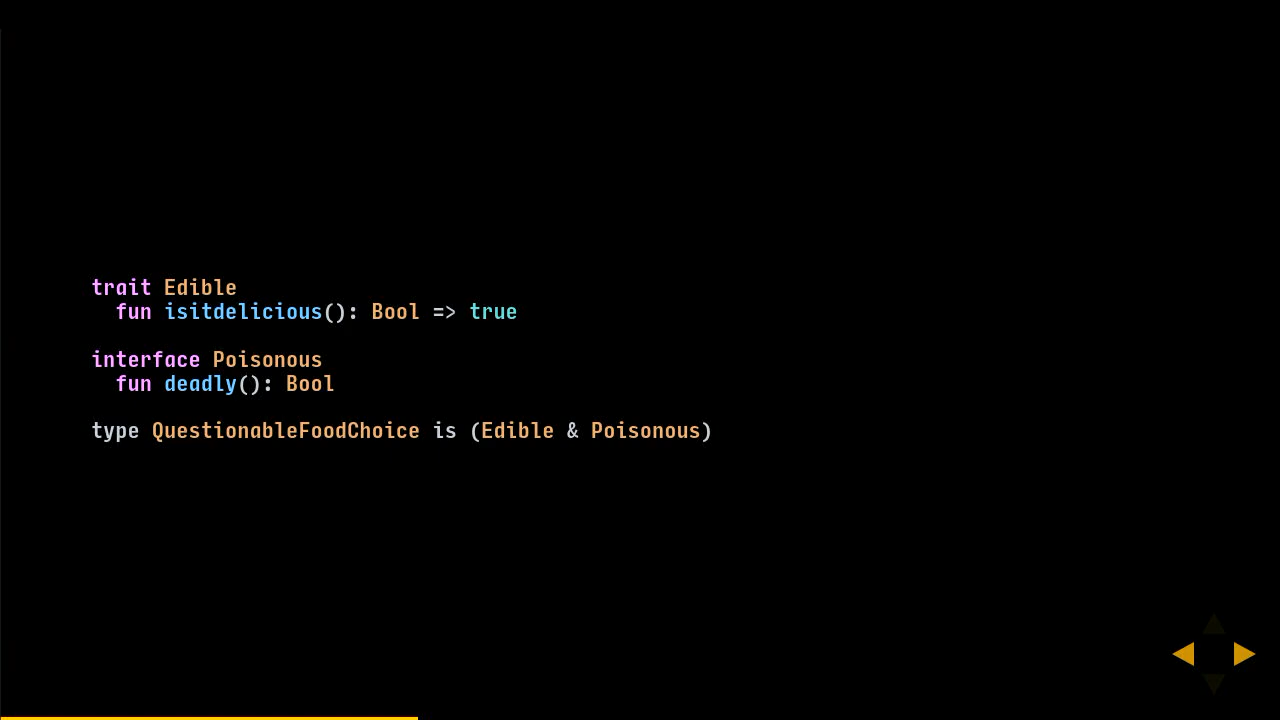 trait Edible
  fun isitdelicious(): Bool => true
interface Poisonous
  fun deadly(): Bool
type QuestionableFoodChoice is (Edible & Poisonous)